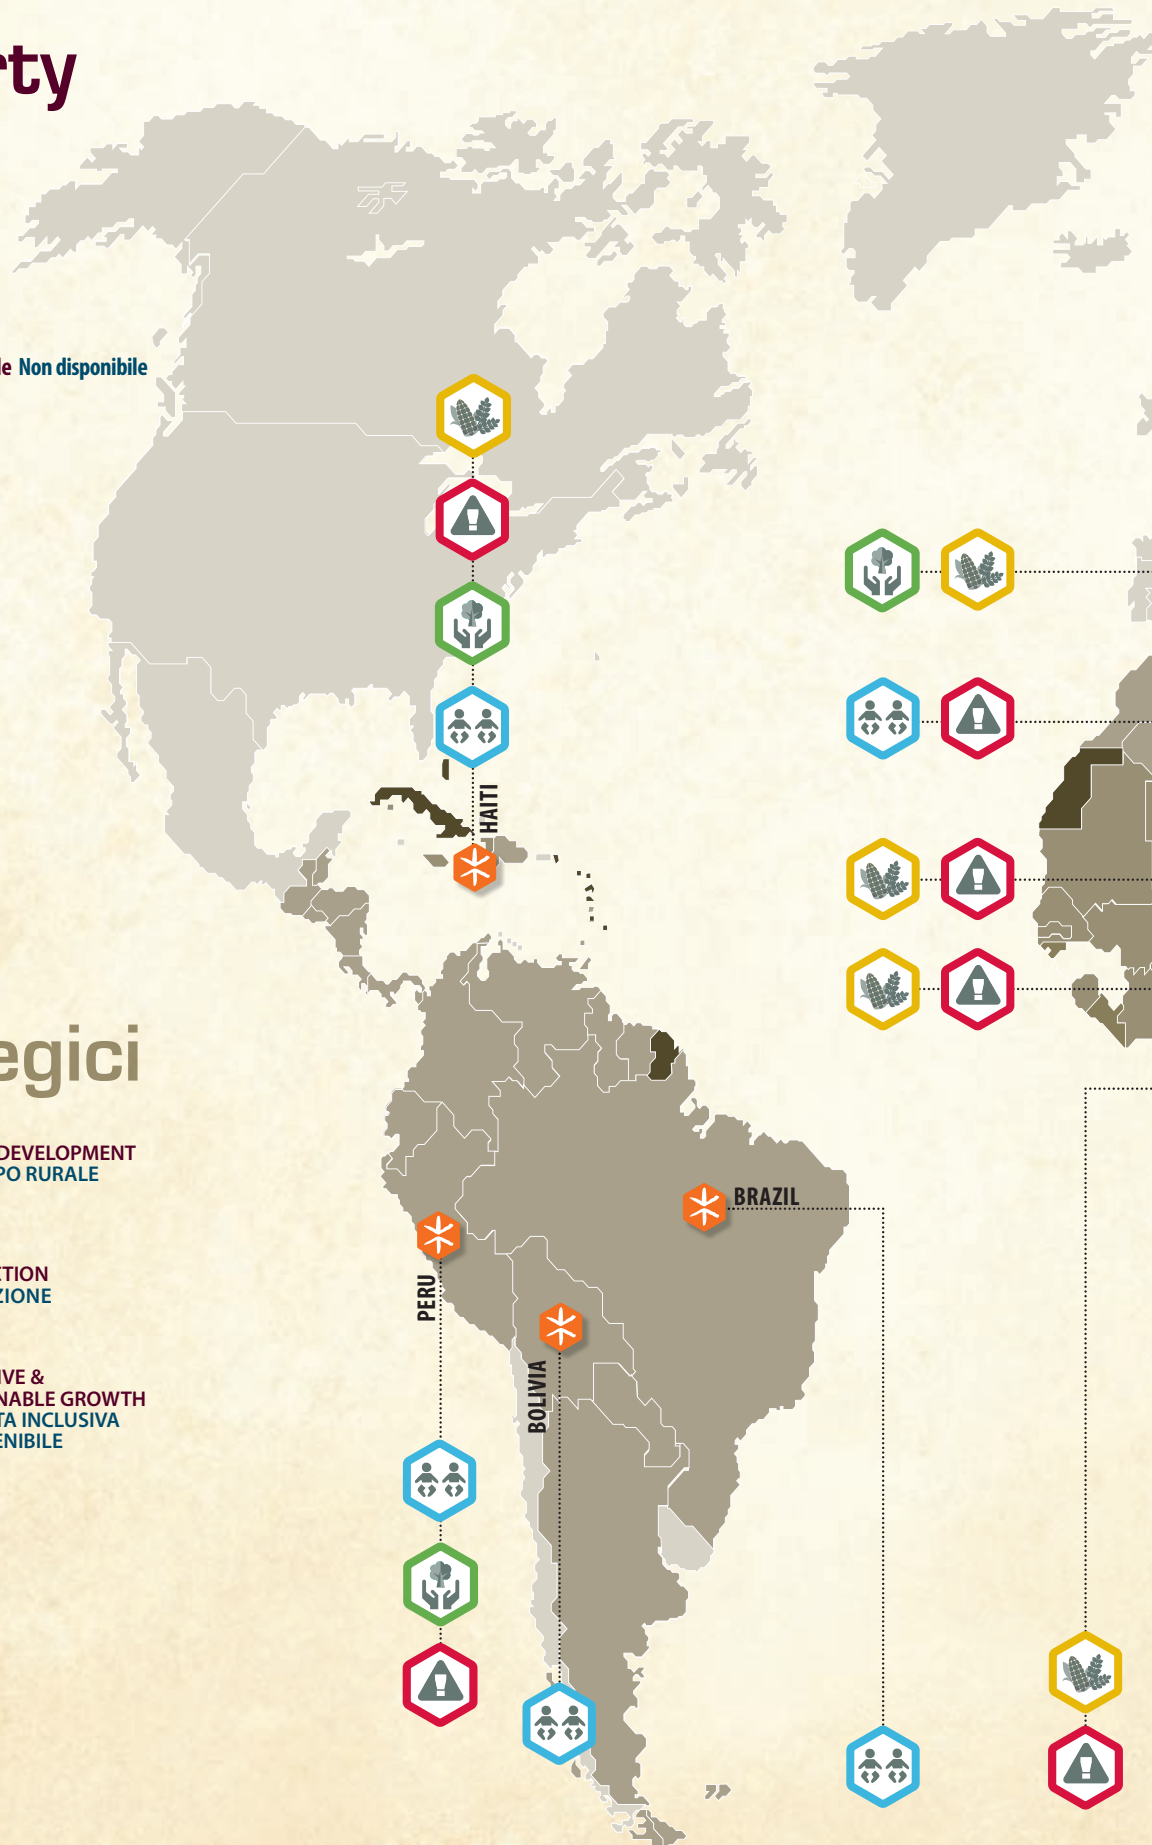 rty
le Non disponibile
HAITI
egici
DEVELOPMENT
PO RURALE
BRAZIL
CTION
ZIONE
PERU
BOLIVIA
IVE &
NABLE GROWTH
TA INCLUSIVA
ENIBILE